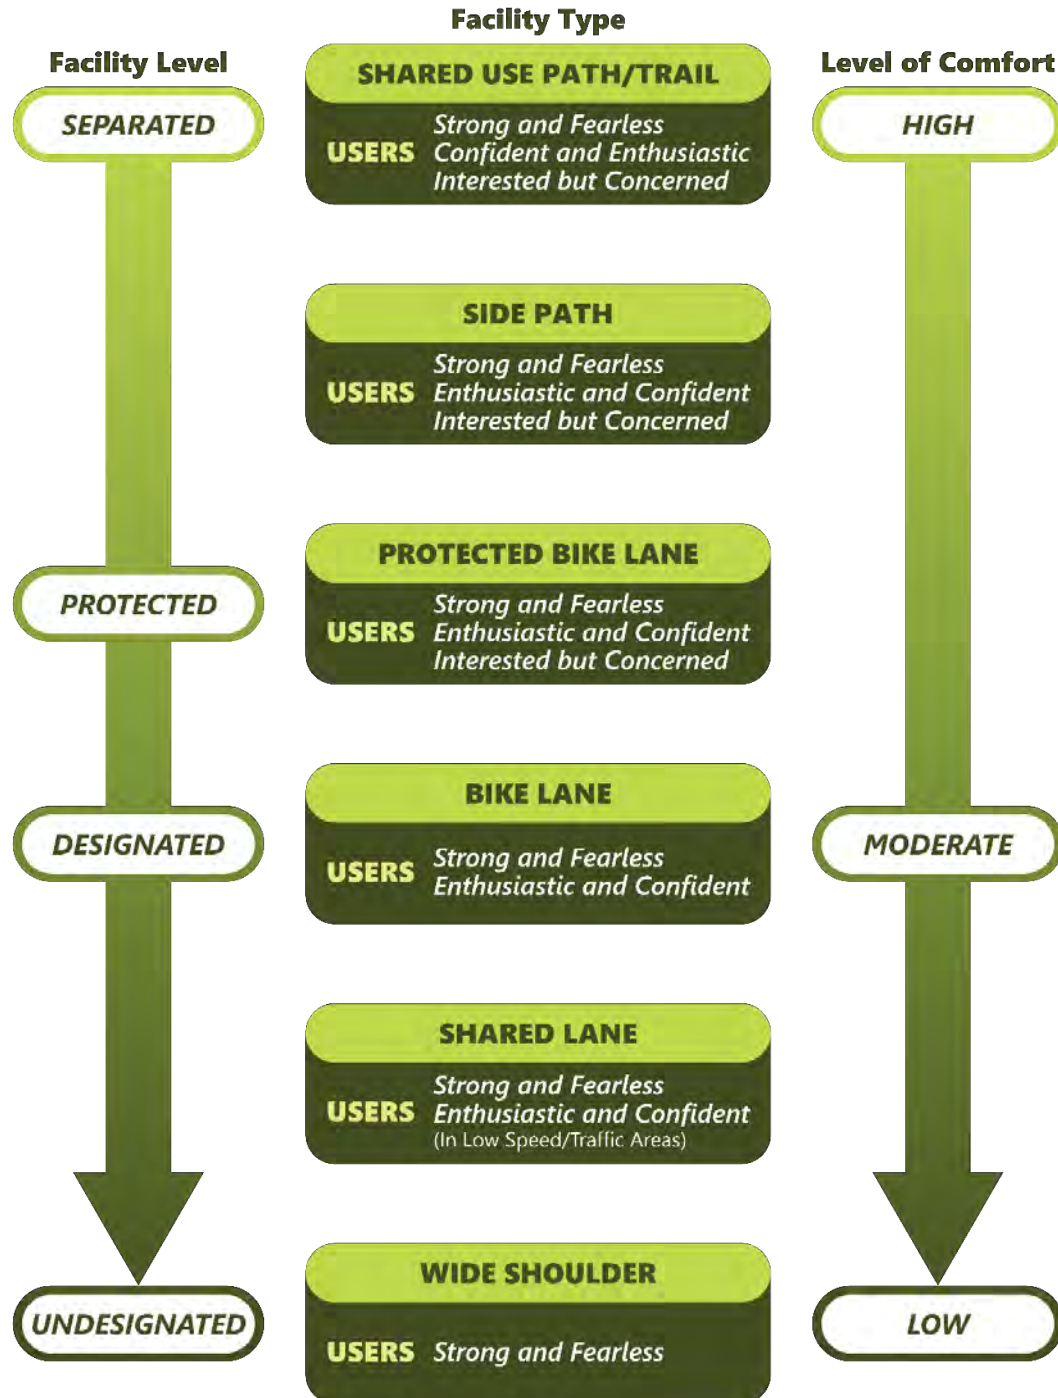 Facility Type
Facility Level
Level of Comfort
SHARED USE PATH/TRAIL
SEPARATED
USERS
Strong and Fearless
Confident and Enthusiastic
Interested but Concerned
HIGH
SIDE PATH
USERS
Strong and Fearless
Enthusiastic and Confident
Interested but Concerned
PROTECTED BIKE LANE
PROTECTED
USERS
Strong and Fearless
Enthusiastic and Confident
Interested but Concerned
BIKE LANE
DESIGNATED
USERS
Strong and Fearless
Enthusiastic and Confident
MODERATE
SHARED LANE
USERS
Strong and Fearless
Enthusiastic and Confident
(In Low Speed/Traffic Areas)
WIDE SHOULDER
UNDESIGNATED
USERS
Strong and Fearless
LOW